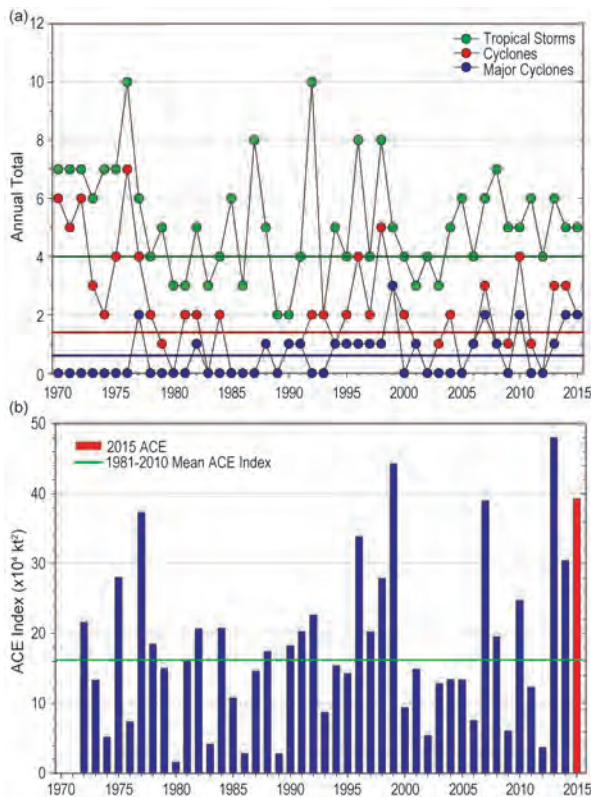 (a)
12
10
8
6
4
2
0
Annual Total
Tropical Storms
Cyclones
Major Cyclones
1970 1975 1980 1985 1990 1995 2000 2005 2010 2015
(b)
50
40
30
20
10
0
ACE Index (x10⁴ kt²)
2015 ACE
1981-2010 Mean ACE Index
1970 1975 1980 1985 1990 1995 2000 2005 2010 2015